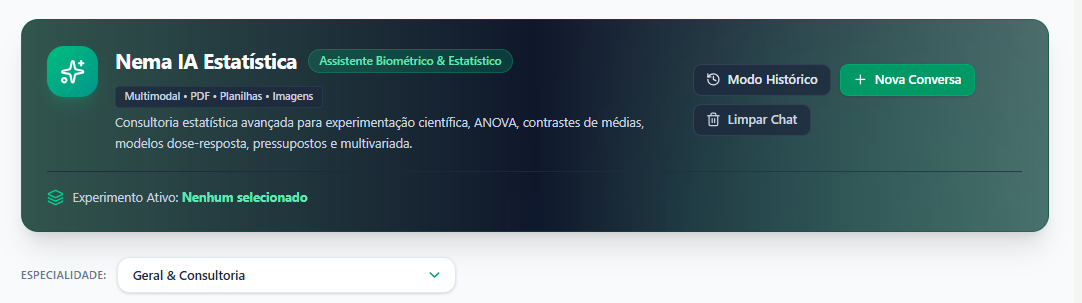 Nema IA Estatística
Assistente Biométrico & Estatístico
Multimodal • PDF • Planilhas • Imagens
Consultoria estatística avançada para experimentação científica, ANOVA, contrastes de médias,
modelos dose-resposta, pressupostos e multivariada.
Modo Histórico
Nova Conversa
Limpar Chat
Experimento Ativo: Nenhum selecionado
ESPECIALIDADE:
Geral & Consultoria